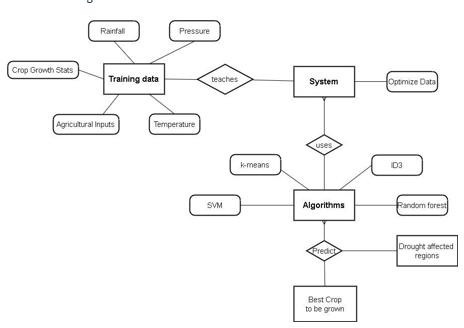 Rainfall
Pressure
Crop Growth Stats
Training data
teaches
System
Optimize Data
Agricultural Inputs
Temperature
uses
k-means
ID3
SVM
Algorithms
Random forest
Predict
Drought affected
regions
Best Crop
to be grown